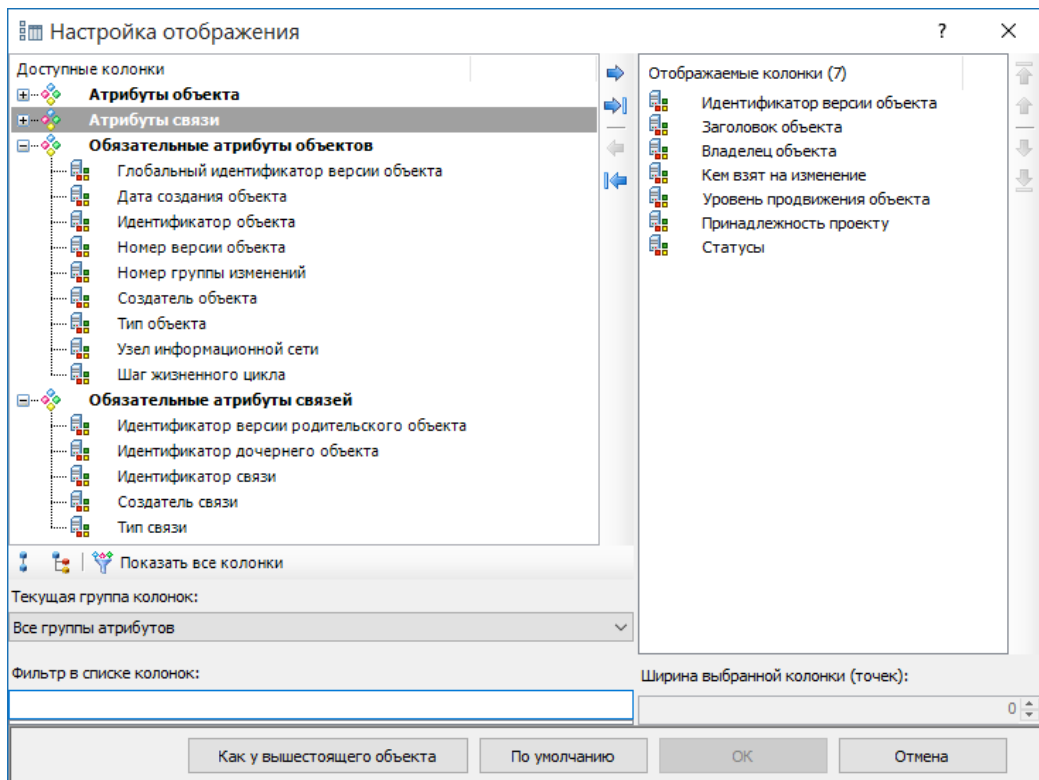 Настройка отображения
?
Доступные колонки
Атрибуты объекта
Атрибуты связи
Обязательные атрибуты объектов
Глобальный идентификатор версии объекта
Дата создания объекта
Идентификатор объекта
Номер версии объекта
Номер группы изменений
Создатель объекта
Тип объекта
Узел информационной сети
Шаг жизненного цикла
Обязательные атрибуты связей
Идентификатор версии родительского объекта
Идентификатор дочернего объекта
Идентификатор связи
Создатель связи
Тип связи
Показать все колонки
Текущая группа колонок:
Все группы атрибутов
Фильтр в списке колонок:
Отображаемые колонки (7)
Идентификатор версии объекта
Заголовок объекта
Владелец объекта
Кем взят на изменение
Уровень продвижения объекта
Принадлежность проекту
Статусы
Ширина выбранной колонки (точек):
0
Как у вышестоящего объекта
По умолчанию
OK
Отмена